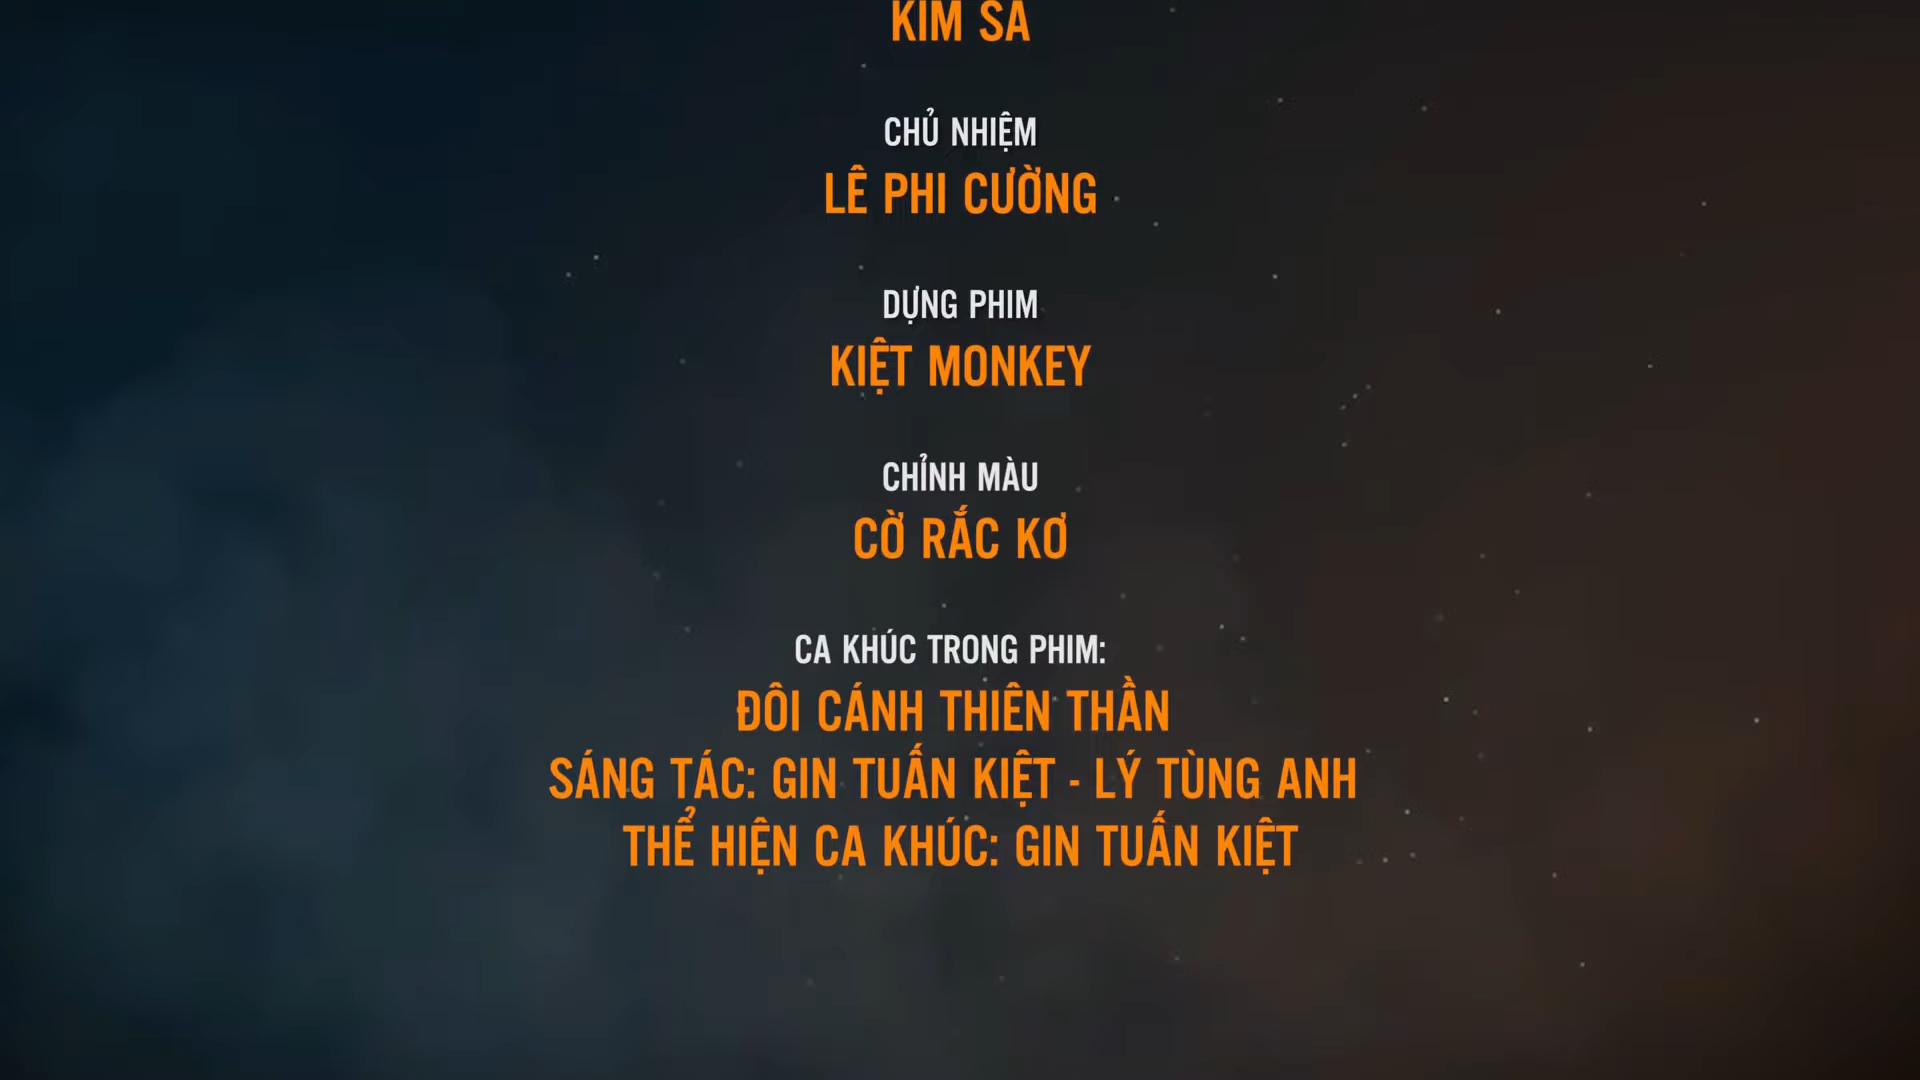 KIM SA
CHỦ NHIỆM
LÊ PHI CƯỜNG
DỰNG PHIM
KIỆT MONKEY
CHỈNH MÀU
CỜ RẮC KƠ
CA KHÚC TRONG PHIM:
ĐÔI CÁNH THIÊN THẦN
SÁNG TÁC: GIN TUẤN KIỆT - LÝ TÙNG ANH
THỂ HIỆN CA KHÚC: GIN TUẤN KIỆT